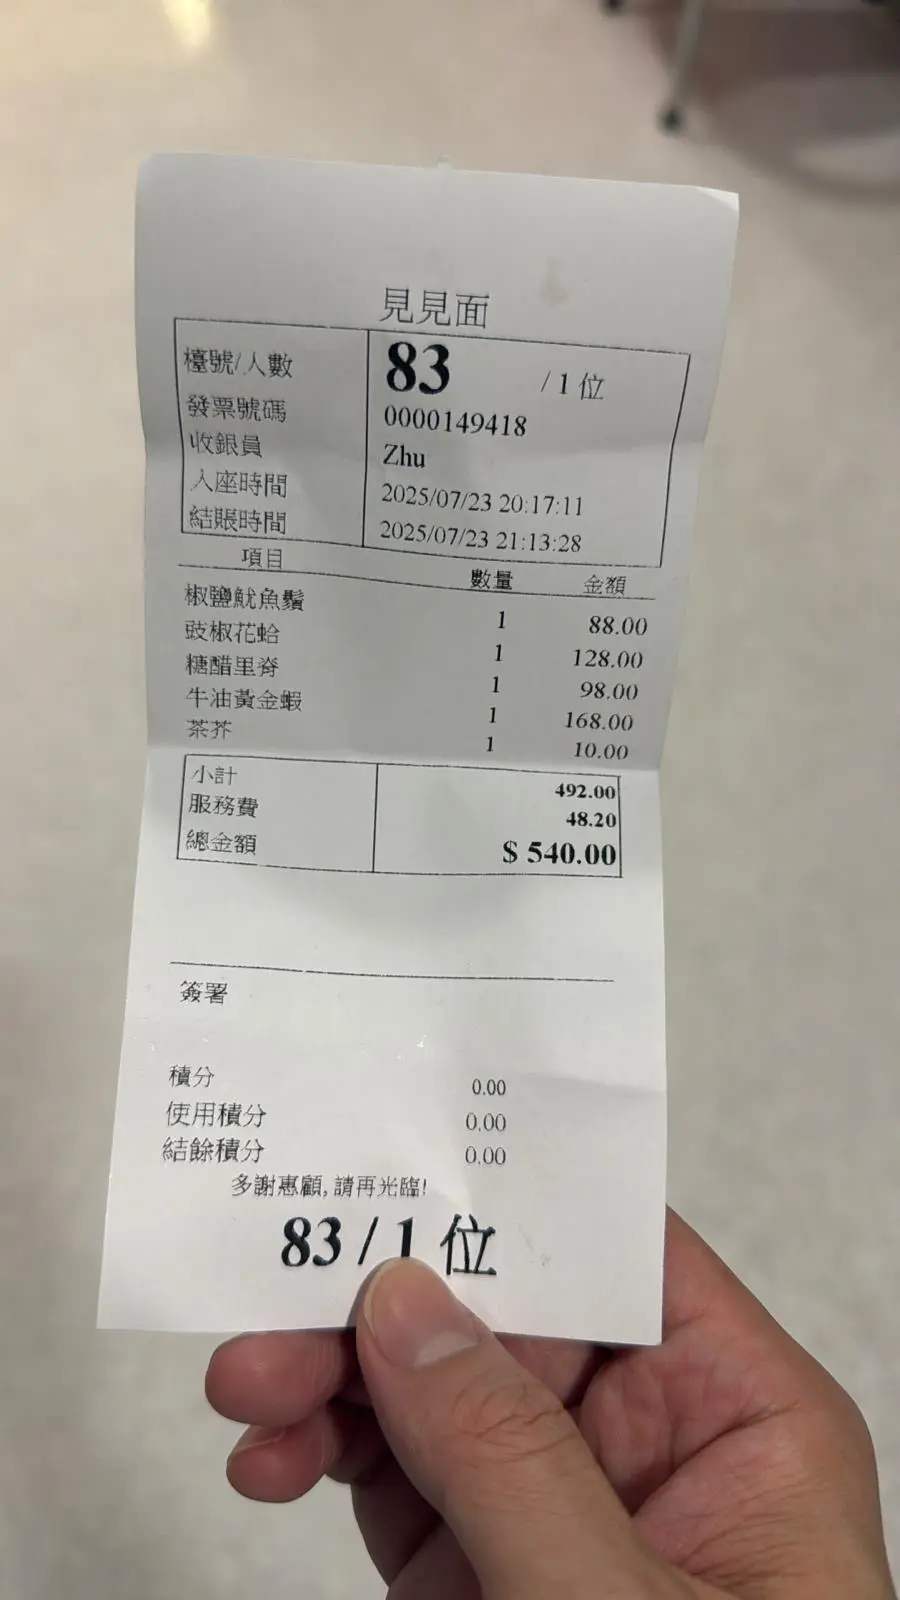 見見面
檯號/人數 83 /1 位
發票號碼 0000149418
收銀員 Zhu
入座時間 2025/07/23 20:17:11
結賬時間 2025/07/23 21:13:28
項目 數量 金額
椒鹽魷魚鬚 1 88.00
豉椒花蛤 1 128.00
糖醋里脊 1 98.00
牛油黃金蝦 1 168.00
茶芥 1 10.00
小計 492.00
服務費 48.20
總金額 $ 540.00
簽署
積分 0.00
使用積分 0.00
結餘積分 0.00
多謝惠顧, 請再光臨!
83 / 1 位